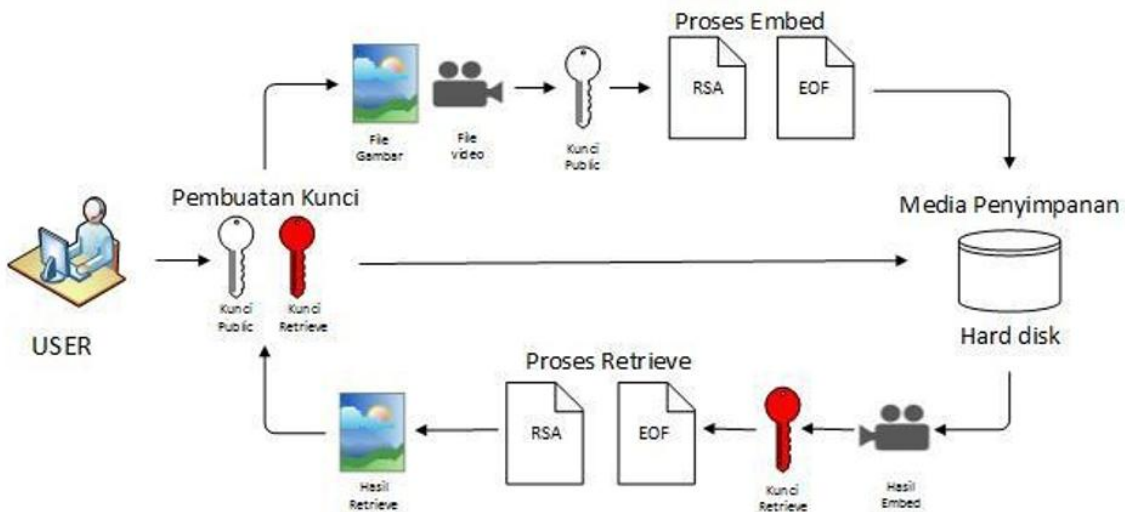 Proses Embed
RSA
EOF
File
Gambar
File
video
Kunci
Public
Pembuatan Kunci
Kunci
Public
Kunci
Retrieve
USER
Media Penyimpanan
Hard disk
Proses Retrieve
Hasil
Retrieve
RSA
EOF
Kunci
Retrieve
Hasil
Embed